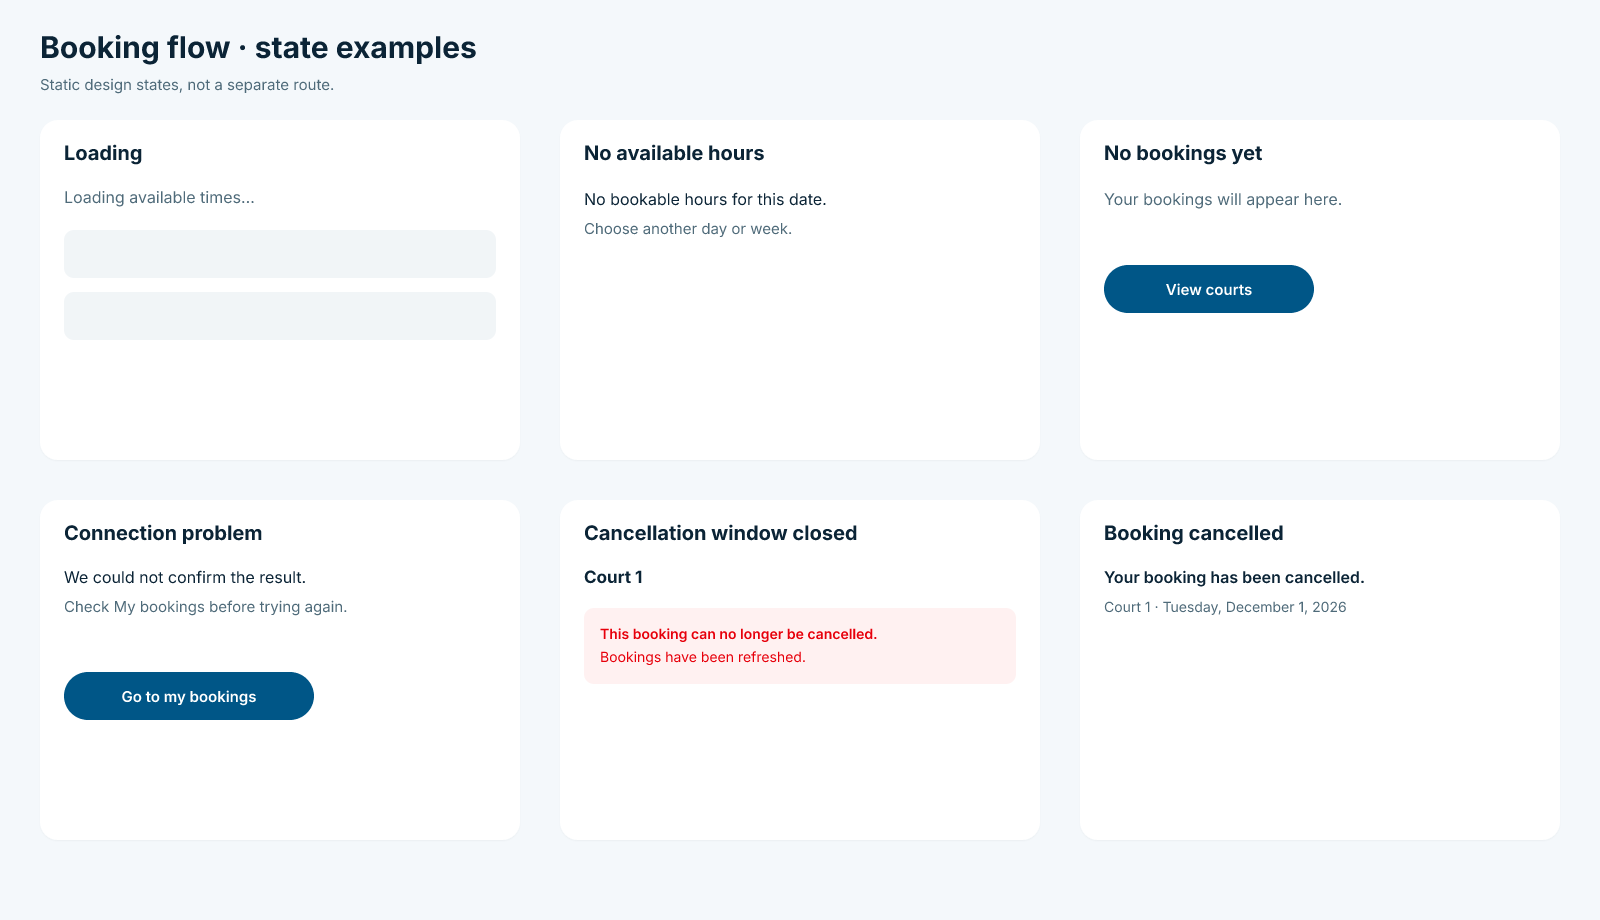 Booking flow · state examples
Static design states, not a separate route.
Loading
Loading available times...
No available hours
No bookable hours for this date.
Choose another day or week.
No bookings yet
Your bookings will appear here.
View courts
Connection problem
We could not confirm the result.
Check My bookings before trying again.
Go to my bookings
Cancellation window closed
Court 1
This booking can no longer be cancelled.
Bookings have been refreshed.
Booking cancelled
Your booking has been cancelled.
Court 1 · Tuesday, December 1, 2026